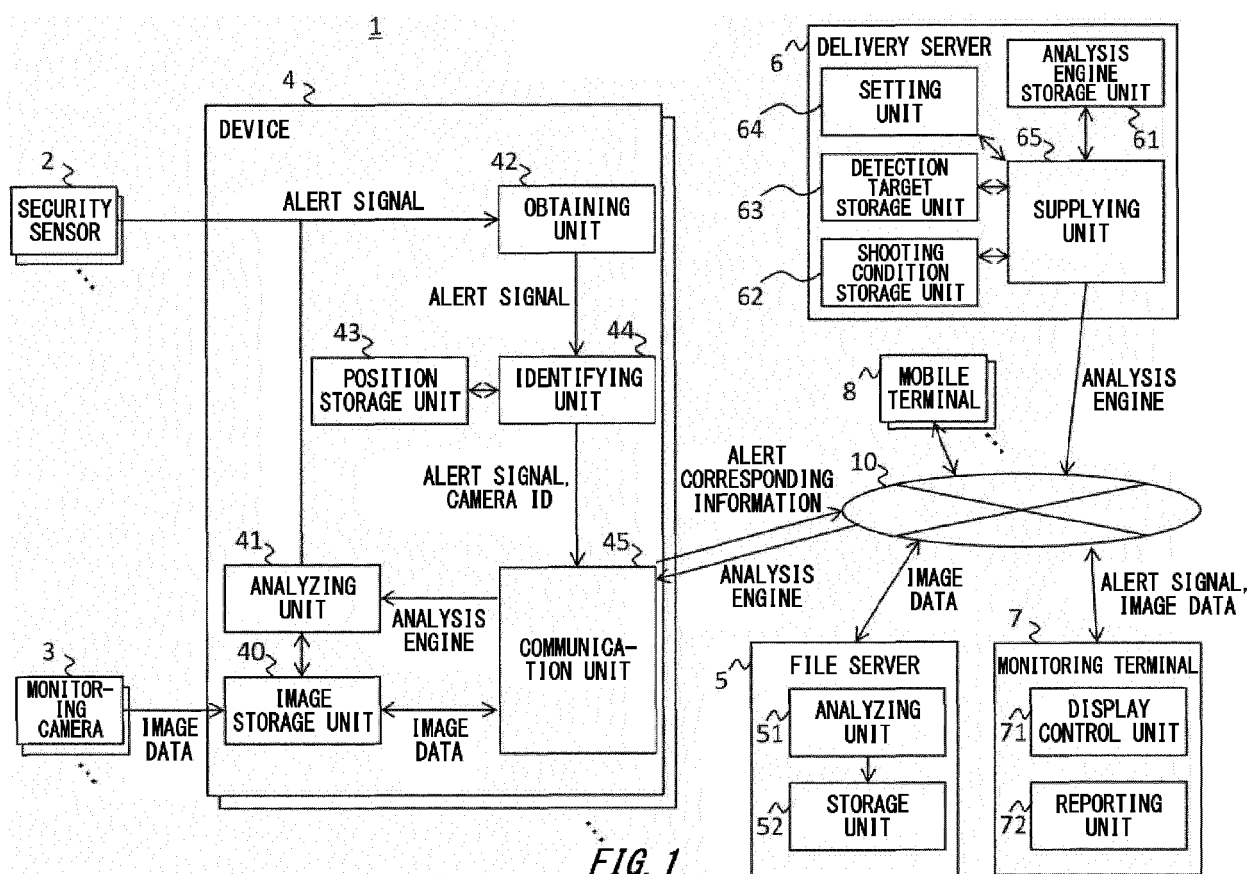 1
4
DEVICE
2
SECURITY
SENSOR
ALERT SIGNAL
42
OBTAINING
UNIT
ALERT SIGNAL
43
POSITION
STORAGE UNIT
44
IDENTIFYING
UNIT
ALERT SIGNAL,
CAMERA ID
41
ANALYZING
UNIT
ANALYSIS
ENGINE
45
COMMUNICA-
TION UNIT
3
MONITOR-
ING
CAMERA
IMAGE
DATA
40
IMAGE
STORAGE UNIT
IMAGE
DATA
6
DELIVERY SERVER
64
SETTING
UNIT
ANALYSIS
ENGINE
STORAGE UNIT
61
65
63
DETECTION
TARGET
STORAGE UNIT
SUPPLYING
UNIT
62
SHOOTING
CONDITION
STORAGE UNIT
8
MOBILE
TERMINAL
ANALYSIS
ENGINE
ALERT
CORRESPONDING
INFORMATION
10
ANALYSIS
ENGINE
IMAGE
DATA
ALERT SIGNAL,
IMAGE DATA
5
FILE SERVER
51
ANALYZING
UNIT
52
STORAGE
UNIT
7
MONITORING TERMINAL
71
DISPLAY
CONTROL UNIT
72
REPORTING
UNIT
FIG. 1